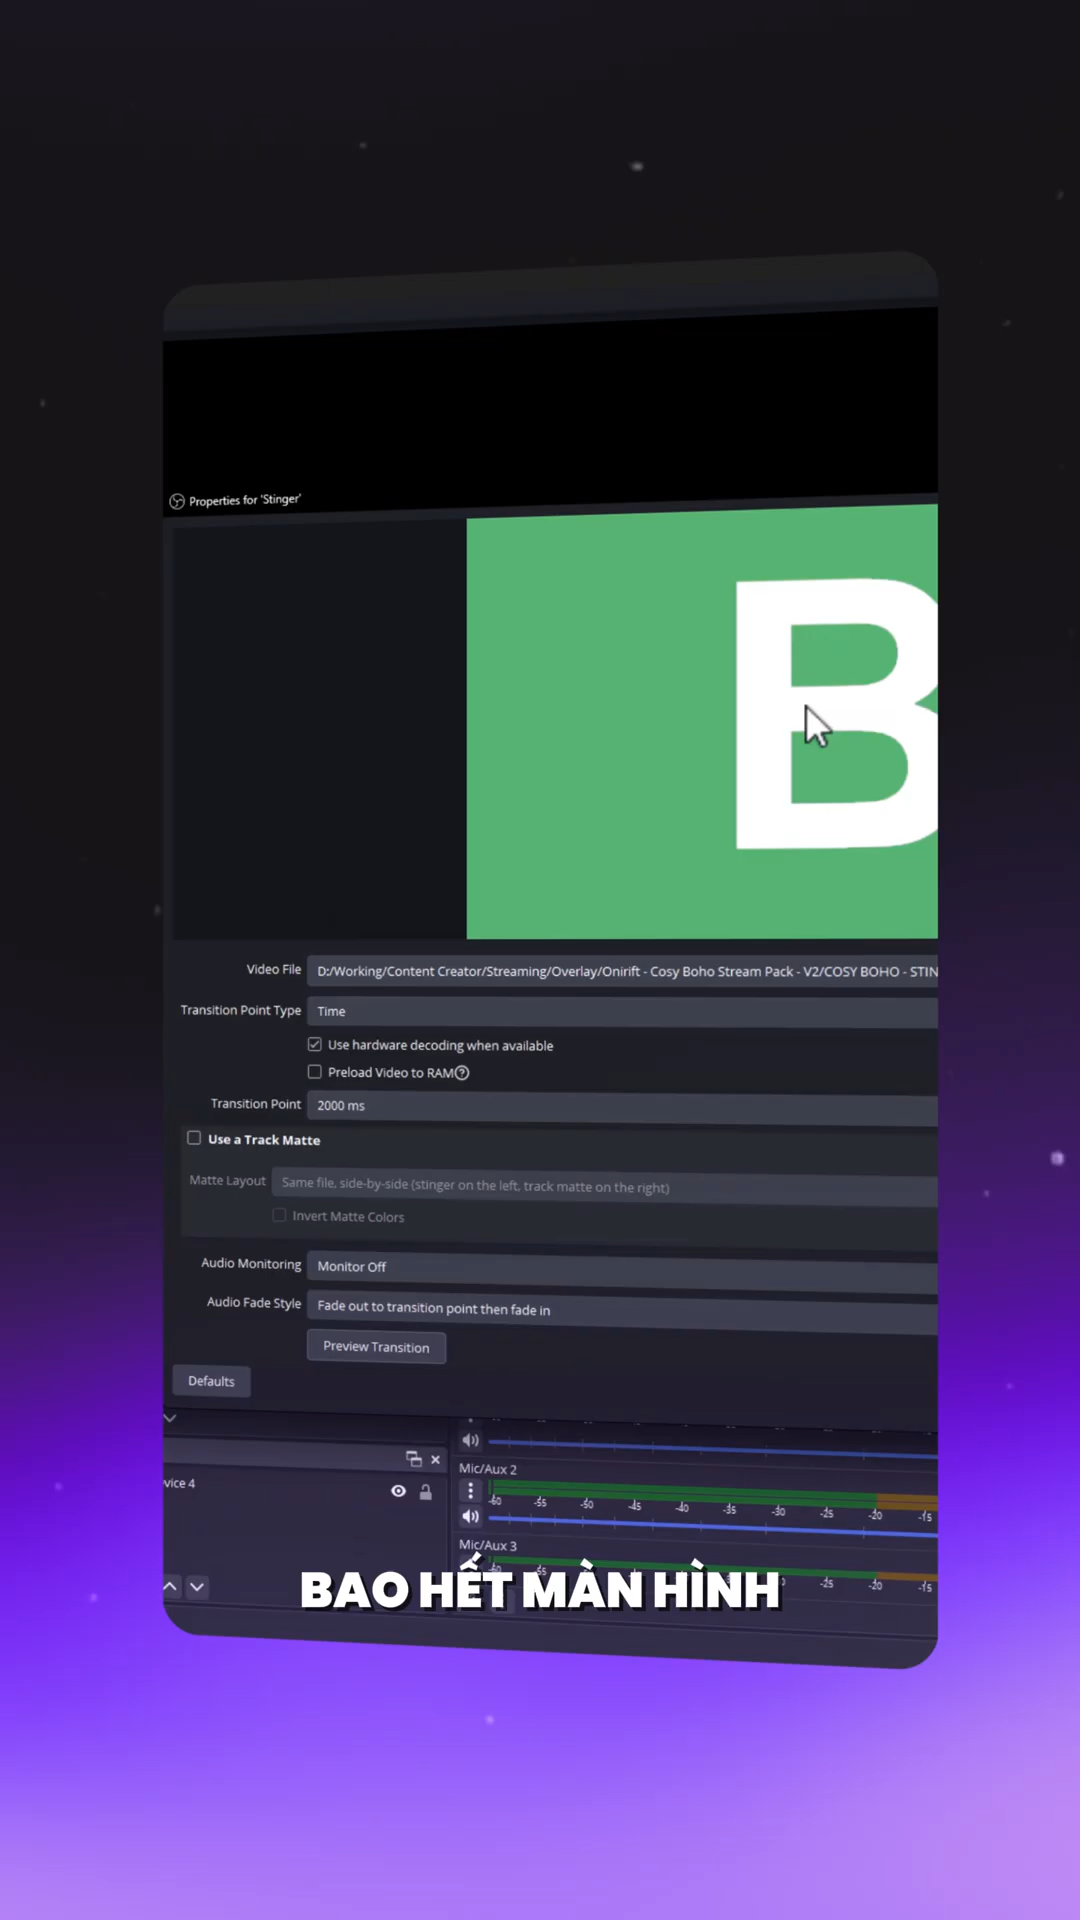 Properties for 'Stinger'
B
Video File D:/Working/Content Creator/Streaming/Overlay/Onirift - Cosy Boho Stream Pack - V2/COSY BOHO - STIN
Transition Point Type Time
Use hardware decoding when available
Preload Video to RAM
Transition Point 2000 ms
Use a Track Matte
Matte Layout Same file, side-by-side (stinger on the left, track matte on the right)
Invert Matte Colors
Audio Monitoring Monitor Off
Audio Fade Style Fade out to transition point then fade in
Preview Transition
Defaults
Mic/Aux 2
vice 4
-60 -55 -50 -45 -40 -35 -30 -25 -20 -15
Mic/Aux 3
-25 -20 -15
BAO HẾT MÀN HÌNH